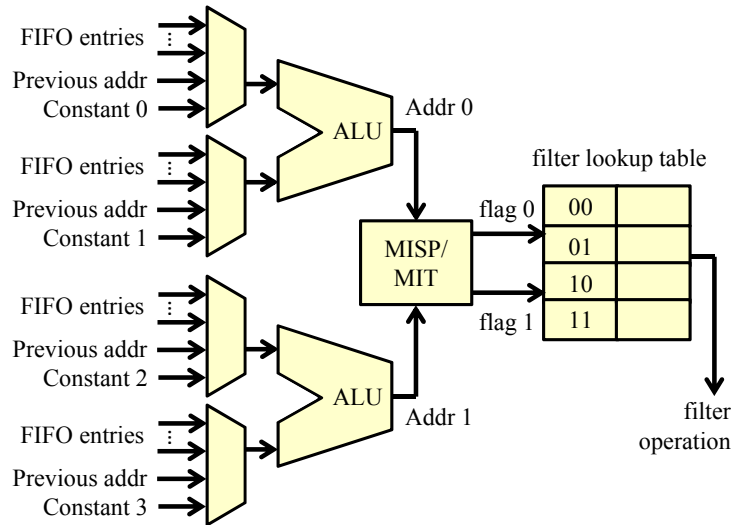 FIFO entries
Previous addr
Constant 0
ALU
Addr 0
FIFO entries
Previous addr
Constant 1
filter lookup table
flag 0
00
01
10
11
MISP/
MIT
flag 1
FIFO entries
Previous addr
Constant 2
ALU
Addr 1
FIFO entries
Previous addr
Constant 3
filter
operation